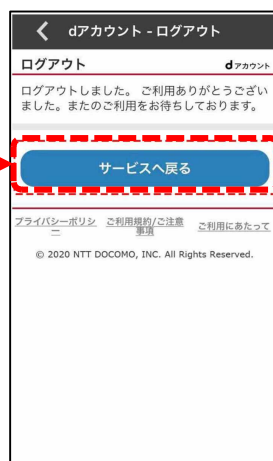 dアカウント - ログアウト
ログアウト
dアカウント
ログアウトしました。 ご利用ありがとうござい
ました。またのご利用をお待ちしております。
サービスへ戻る
プライバシーポリシ
ー
ご利用規約/ご注意
事項
ご利用にあたって
© 2020 NTT DOCOMO, INC. All Rights Reserved.